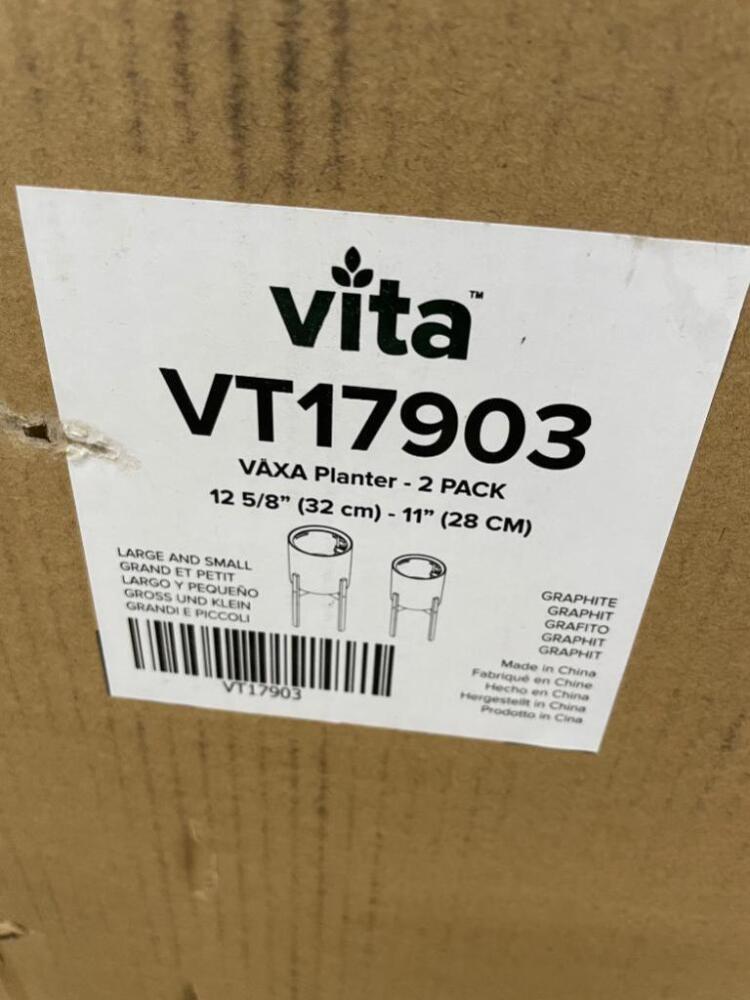 vita™
VT17903
VÄXA Planter - 2 PACK
12 5/8” (32 cm) - 11” (28 CM)
LARGE AND SMALL
GRAND ET PETIT
LARGO Y PEQUEÑO
GROSS UND KLEIN
GRANDI E PICCOLI
VT17903
GRAPHITE
GRAPHIT
GRAFITO
GRAPHIT
GRAPHIT
Made in China
Fabriqué en Chine
Hecho en China
Hergestellt in China
Prodotto in Cina